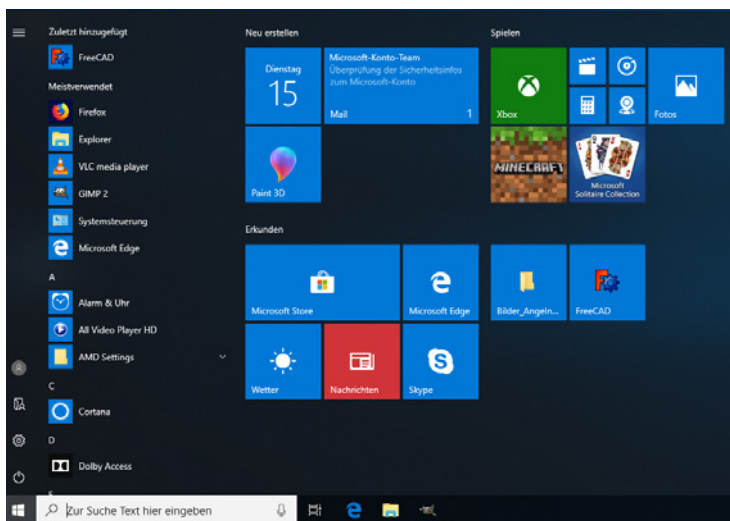 Zuletzt hinzugefügt
FreeCAD
Meistverwendet
Firefox
Explorer
VLC media player
GIMP 2
Systemsteuerung
Microsoft Edge
A
Alarm & Uhr
All Video Player HD
AMD Settings
C
Cortana
D
Dolby Access
Neu erstellen
Dienstag
15
Microsoft-Konto-Team
Überprüfung der Sicherheitsinfos
zum Microsoft-Konto
Mail 1
Paint 3D
Erkunden
Microsoft Store
Microsoft Edge
Wetter
Nachrichten
Skype
Spielen
Xbox
Fotos
MINECRAFT
Microsoft
Solitaire Collection
Bilder_Angeln...
FreeCAD
Zur Suche Text hier eingeben